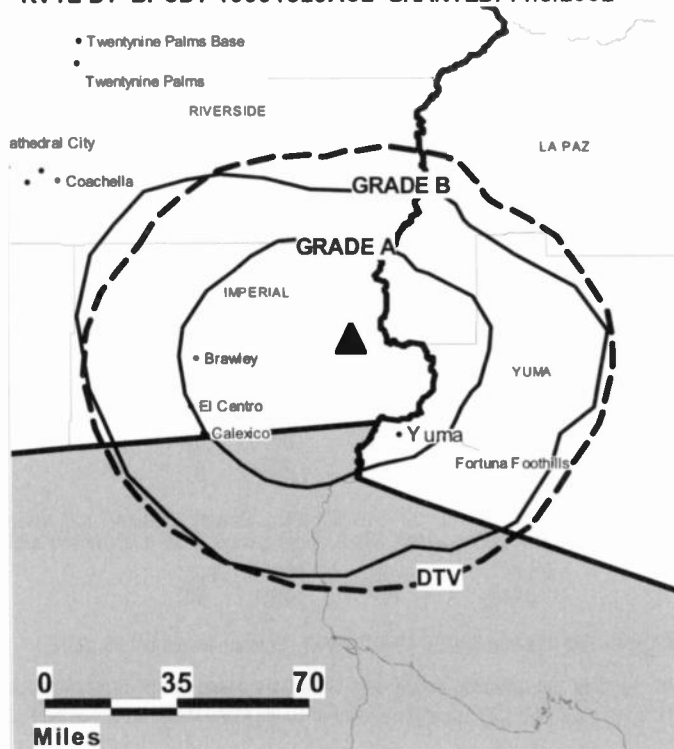 Twentynine Palms Base
Twentynine Palms
RIVERSIDE
athedral City
LA PAZ
Coachella
GRADE B
GRADE A
IMPERIAL
Brawley
YUMA
El Centro
Calexico
Yuma
Fortuna Foothills
DTV
0 35 70
Miles